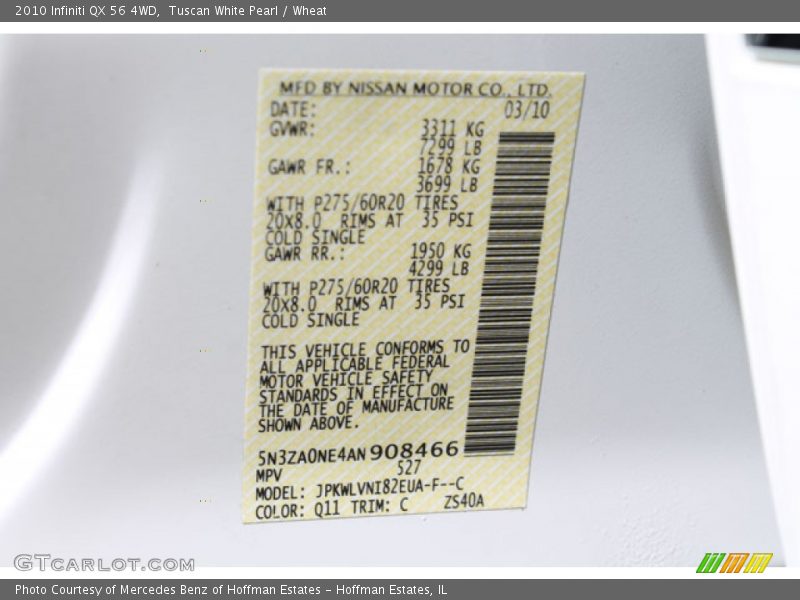 2010 Infiniti QX 56 4WD,  Tuscan White Pearl / Wheat
MFD BY NISSAN MOTOR CO., LTD.
DATE: 03/10
GVWR: 3311 KG
7299 LB
GAWR FR.: 1678 KG
3699 LB
WITH P275/60R20 TIRES
20X8.0 RIMS AT 35 PSI
COLD SINGLE
GAWR RR.: 1950 KG
4299 LB
WITH P275/60R20 TIRES
20X8.0 RIMS AT 35 PSI
COLD SINGLE
THIS VEHICLE CONFORMS TO
ALL APPLICABLE FEDERAL
MOTOR VEHICLE SAFETY
STANDARDS IN EFFECT ON
THE DATE OF MANUFACTURE
SHOWN ABOVE.
5N3ZA0NE4AN908466
MPV 527
MODEL: JPKWLVNI82EUA-F--C
COLOR: Q11 TRIM: C ZS40A
GTCarLot.com
Photo Courtesy of Mercedes Benz of Hoffman Estates - Hoffman Estates, IL